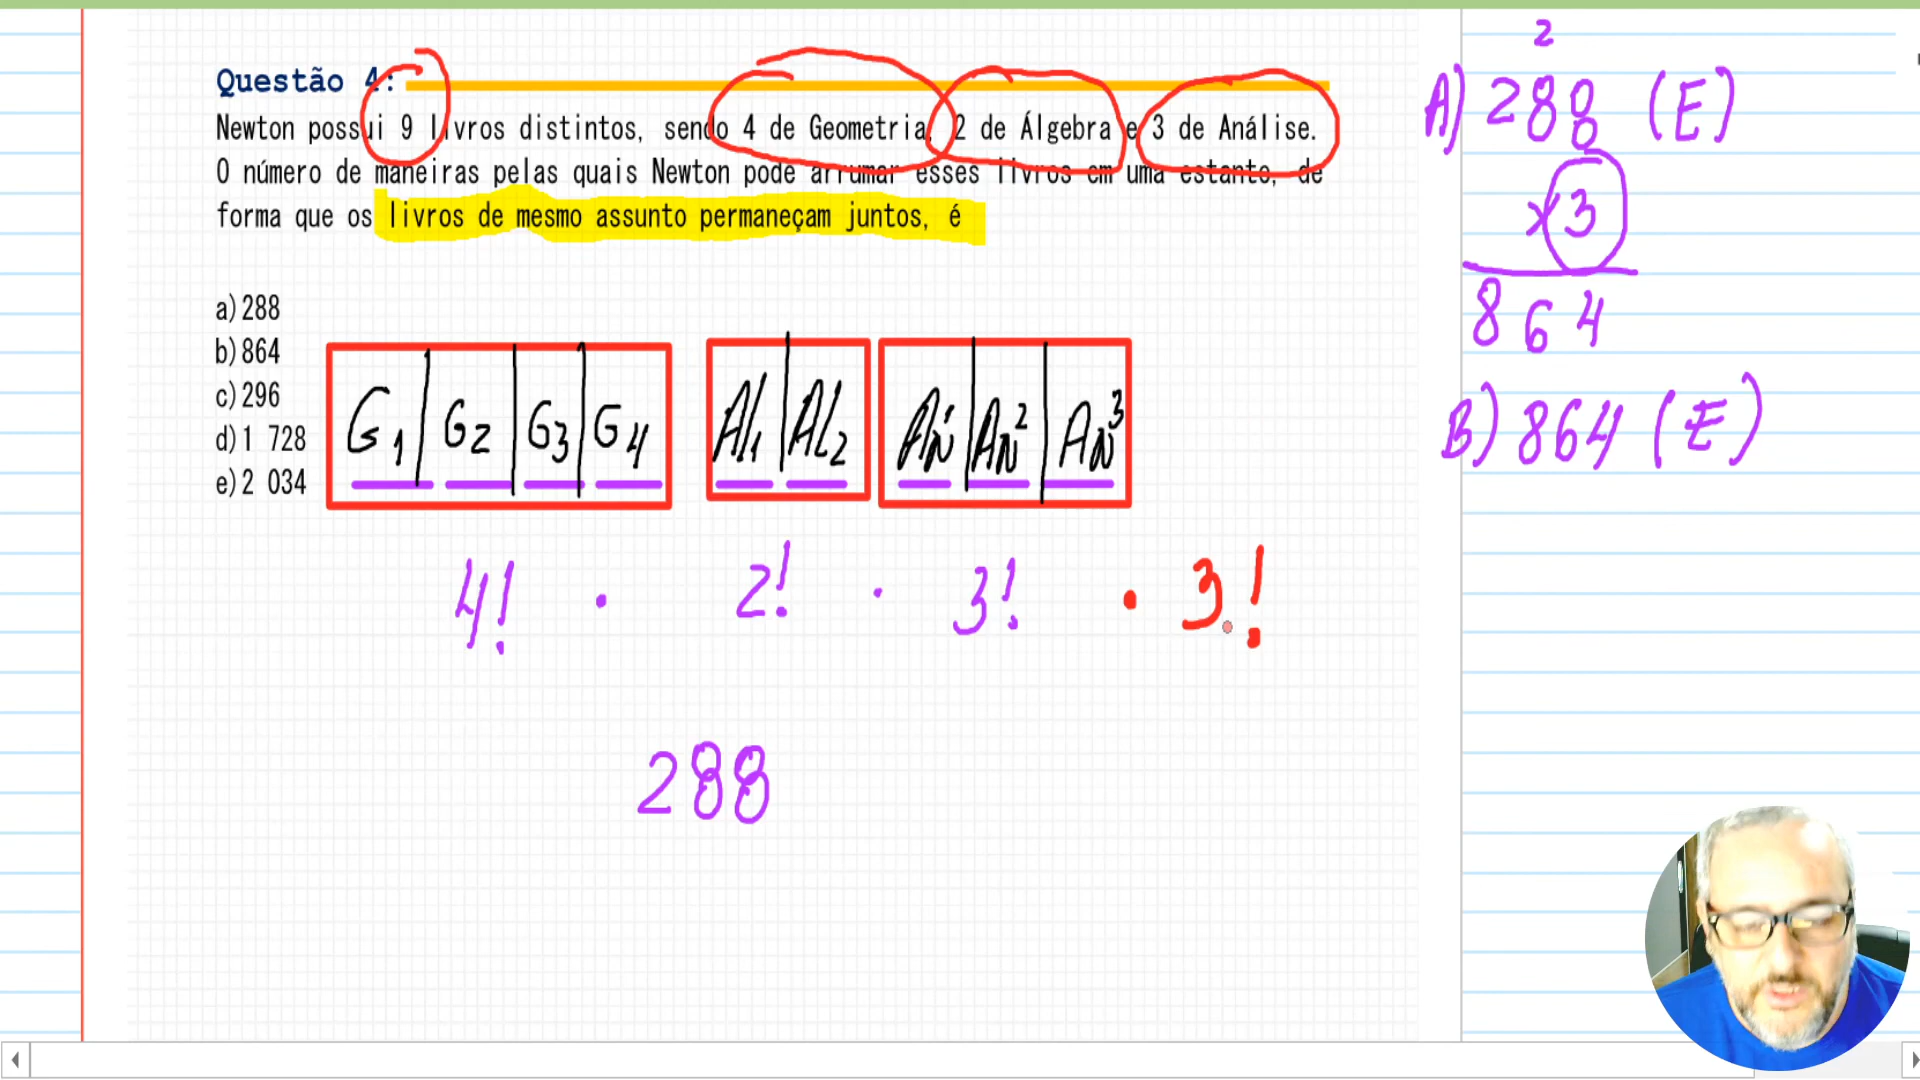 Questão 4:
Newton possui 9 livros distintos, sendo 4 de Geometria, 2 de Álgebra e 3 de Análise.
O número de maneiras pelas quais Newton pode arrumar esses livros em uma estante, de
forma que os livros de mesmo assunto permaneçam juntos, é
a) 288
b) 864
c) 296
d) 1 728
e) 2 034
G1 G2 G3 G4 Al1 Al2 An1 An2 An3
4! . 2! . 3! . 3!
288
2
A) 288 (E)
x3
864
B) 864 (E)